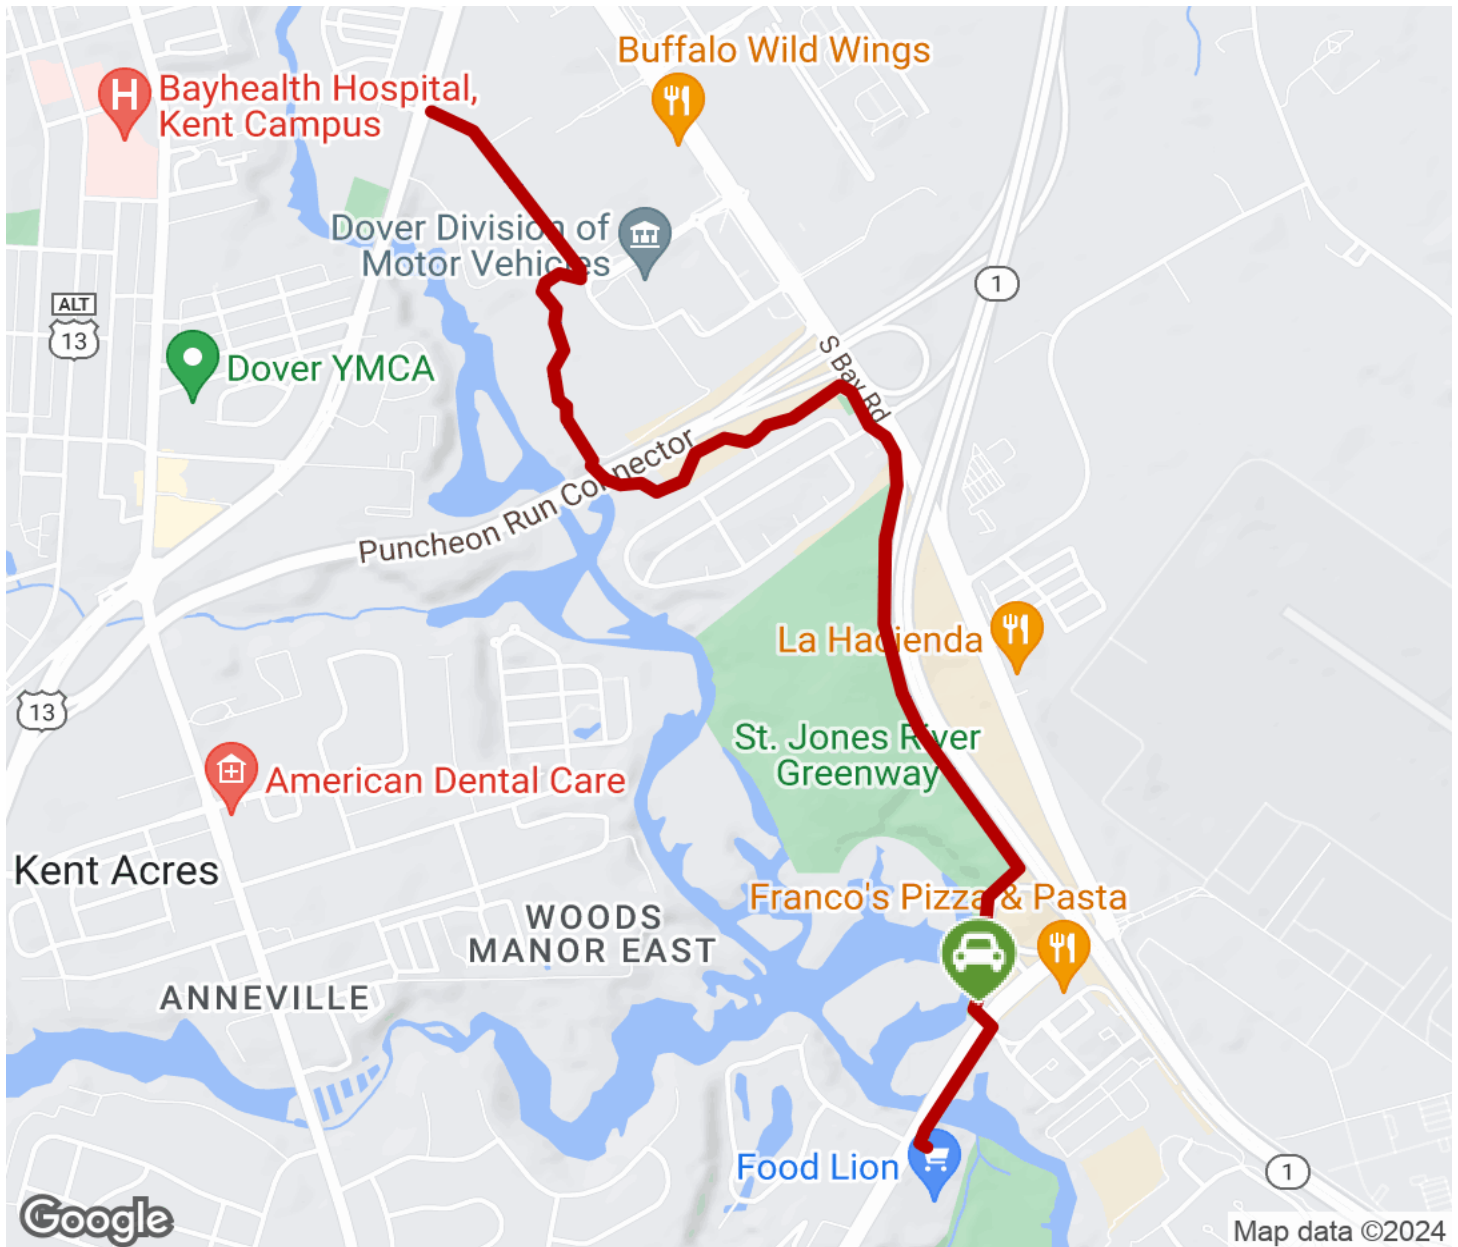 Buffalo Wild Wings
H
Bayhealth Hospital,
Kent Campus
Dover Division of
Motor Vehicles
1
ALT
13
S Bay Rd
Dover YMCA
Puncheon Run Connector
La Hacienda
13
St. Jones River
Greenway
American Dental Care
Kent Acres
Franco's Pizza & Pasta
WOODS
MANOR EAST
ANNEVILLE
Food Lion
1
Google
Map data ©2024